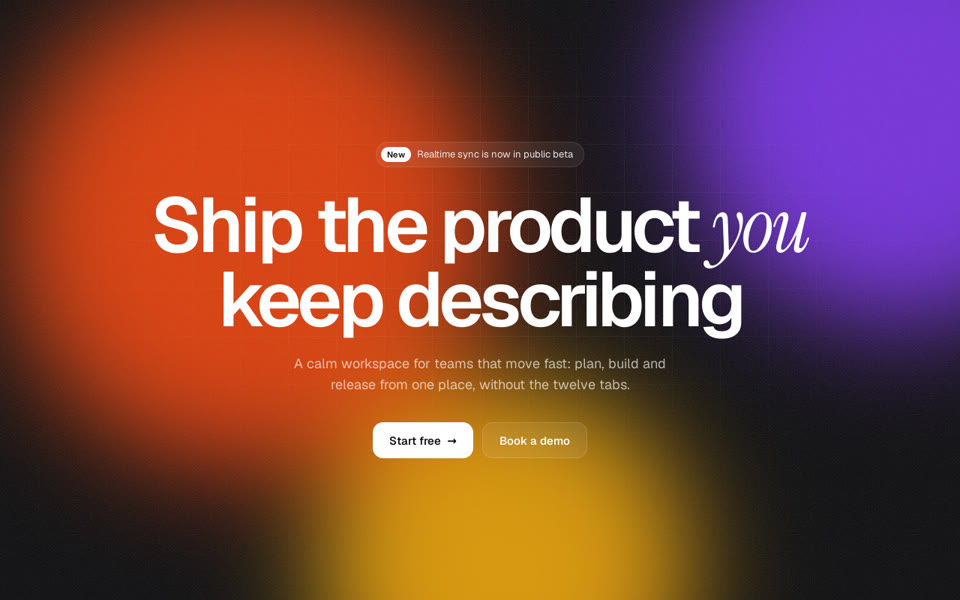 New Realtime sync is now in public beta
Ship the product you
keep describing
A calm workspace for teams that move fast: plan, build and
release from one place, without the twelve tabs.
Start free → Book a demo